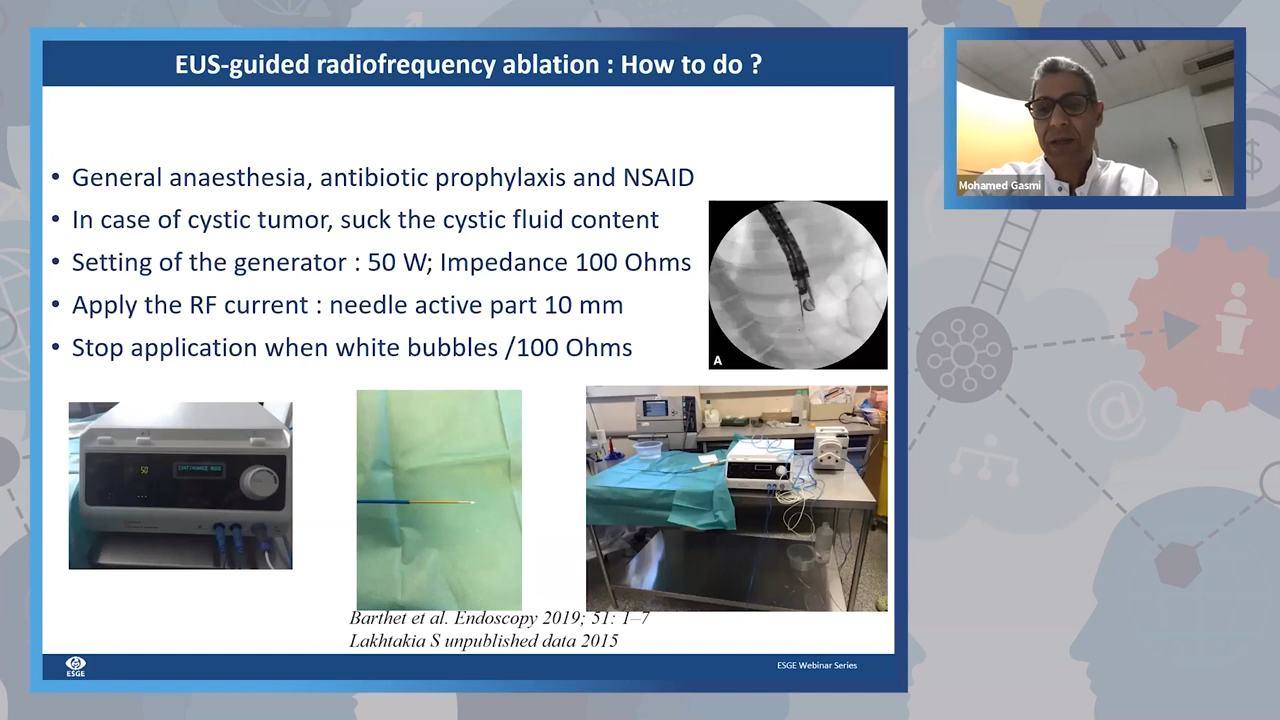 EUS-guided radiofrequency ablation : How to do ?
• General anaesthesia, antibiotic prophylaxis and NSAID
• In case of cystic tumor, suck the cystic fluid content
• Setting of the generator : 50 W; Impedance 100 Ohms
• Apply the RF current : needle active part 10 mm
• Stop application when white bubbles /100 Ohms
A
50
CONTINUOUS MODE
Barthet et al. Endoscopy 2019; 51: 1–7
Lakhtakia S unpublished data 2015
ESGE
ESGE Webinar Series
Mohamed Gasmi